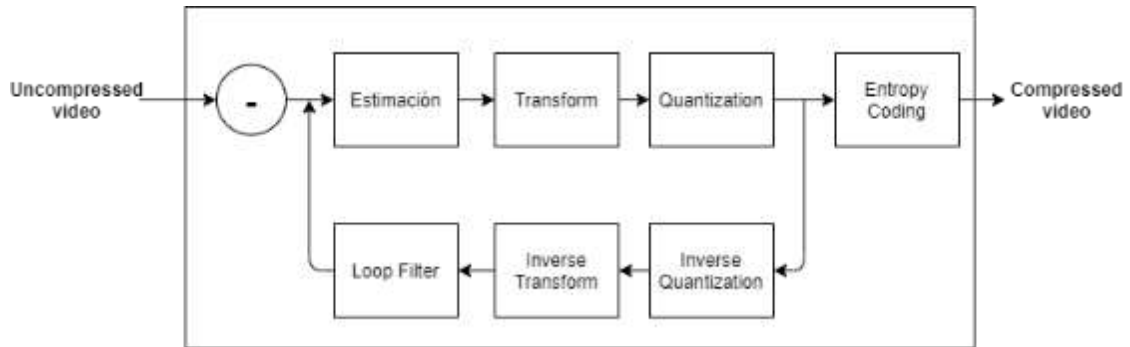 Uncompressed
video
-
Estimación
Transform
Quantization
Entropy
Coding
Compressed
video
Loop Filter
Inverse
Transform
Inverse
Quantization